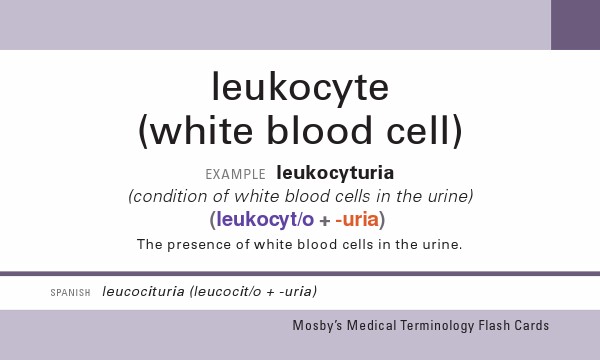 leukocyte
(white blood cell)
EXAMPLE leukocyturia
(condition of white blood cells in the urine)
(leukocyt/o + -uria)
The presence of white blood cells in the urine.
SPANISH leucocituria (leucocit/o + -uria)
Mosby's Medical Terminology Flash Cards